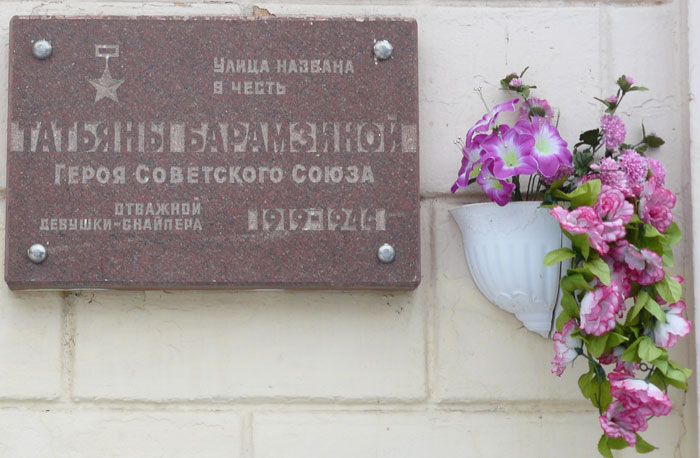 Улица названа
в честь
Татьяны Барамзиной
Героя Советского Союза
отважной
девушки-снайпера
1919-1944